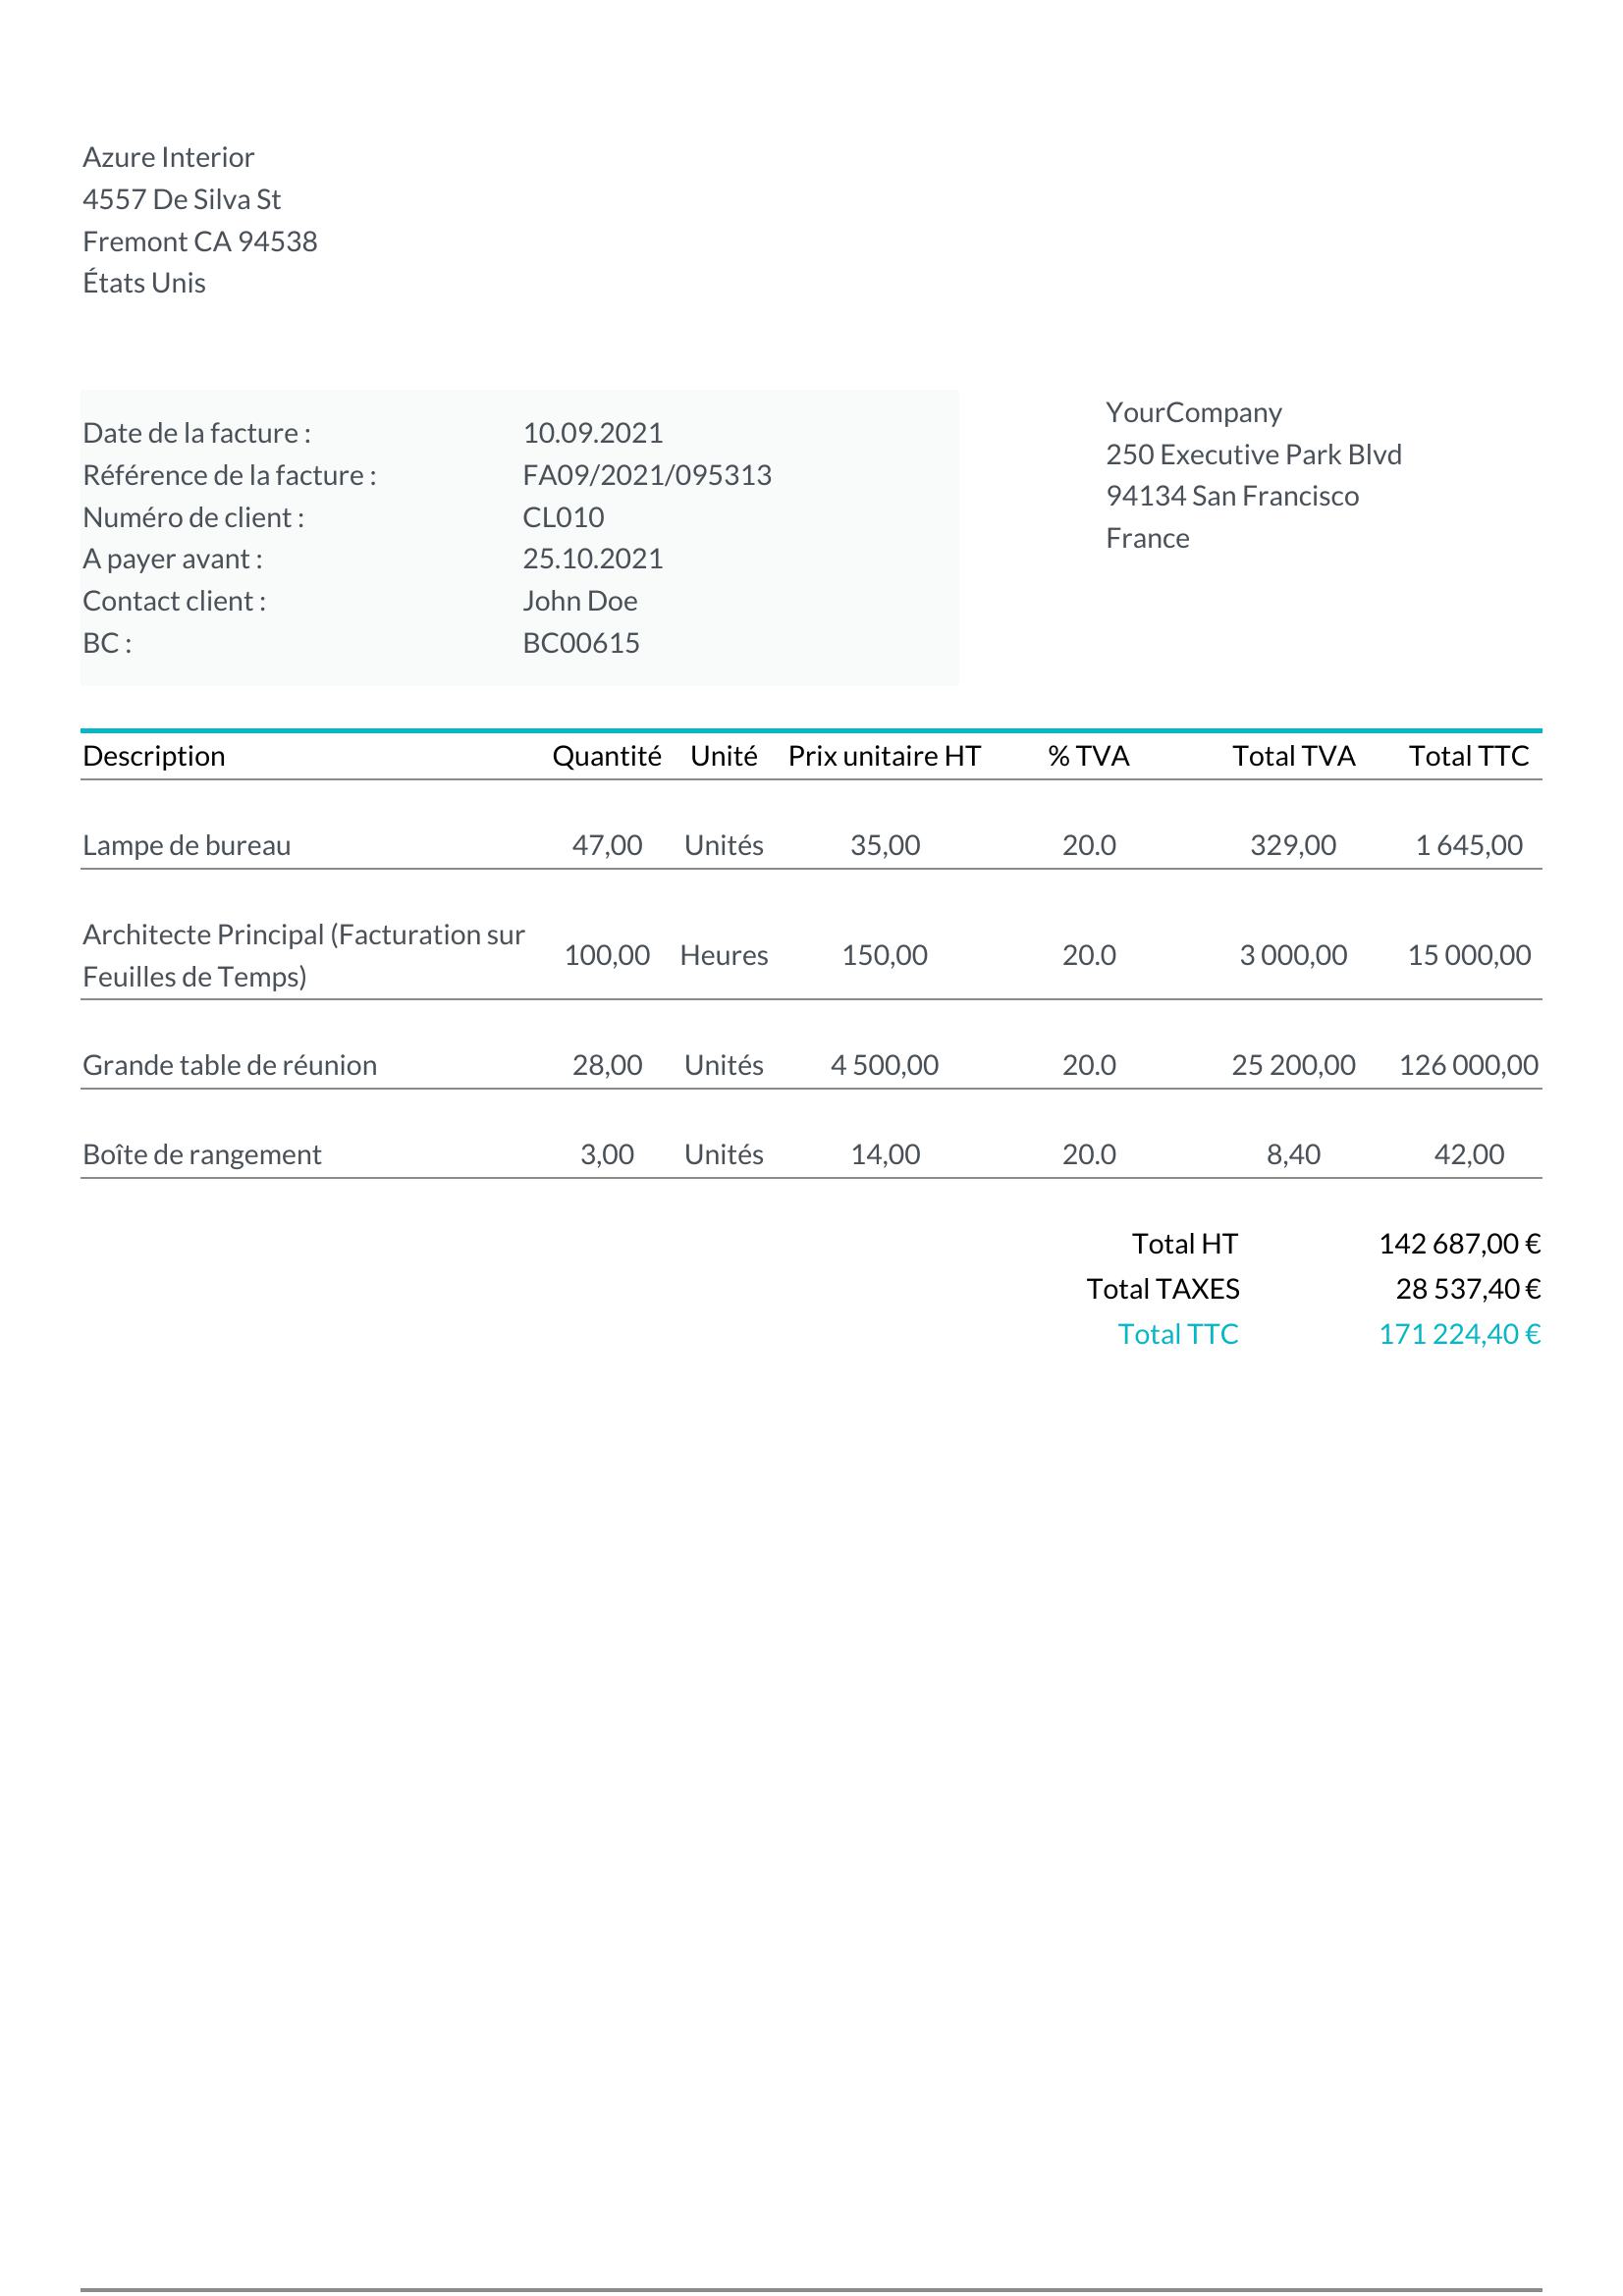 Azure Interior
4557 De Silva St
Fremont CA 94538
États Unis
Date de la facture : 10.09.2021
Référence de la facture : FA09/2021/095313
Numéro de client : CL010
A payer avant : 25.10.2021
Contact client : John Doe
BC : BC00615
YourCompany
250 Executive Park Blvd
94134 San Francisco
France
Description Quantité Unité Prix unitaire HT % TVA Total TVA Total TTC
Lampe de bureau 47,00 Unités 35,00 20.0 329,00 1 645,00
Architecte Principal (Facturation sur
Feuilles de Temps) 100,00 Heures 150,00 20.0 3 000,00 15 000,00
Grande table de réunion 28,00 Unités 4 500,00 20.0 25 200,00 126 000,00
Boîte de rangement 3,00 Unités 14,00 20.0 8,40 42,00
Total HT 142 687,00 €
Total TAXES 28 537,40 €
Total TTC 171 224,40 €